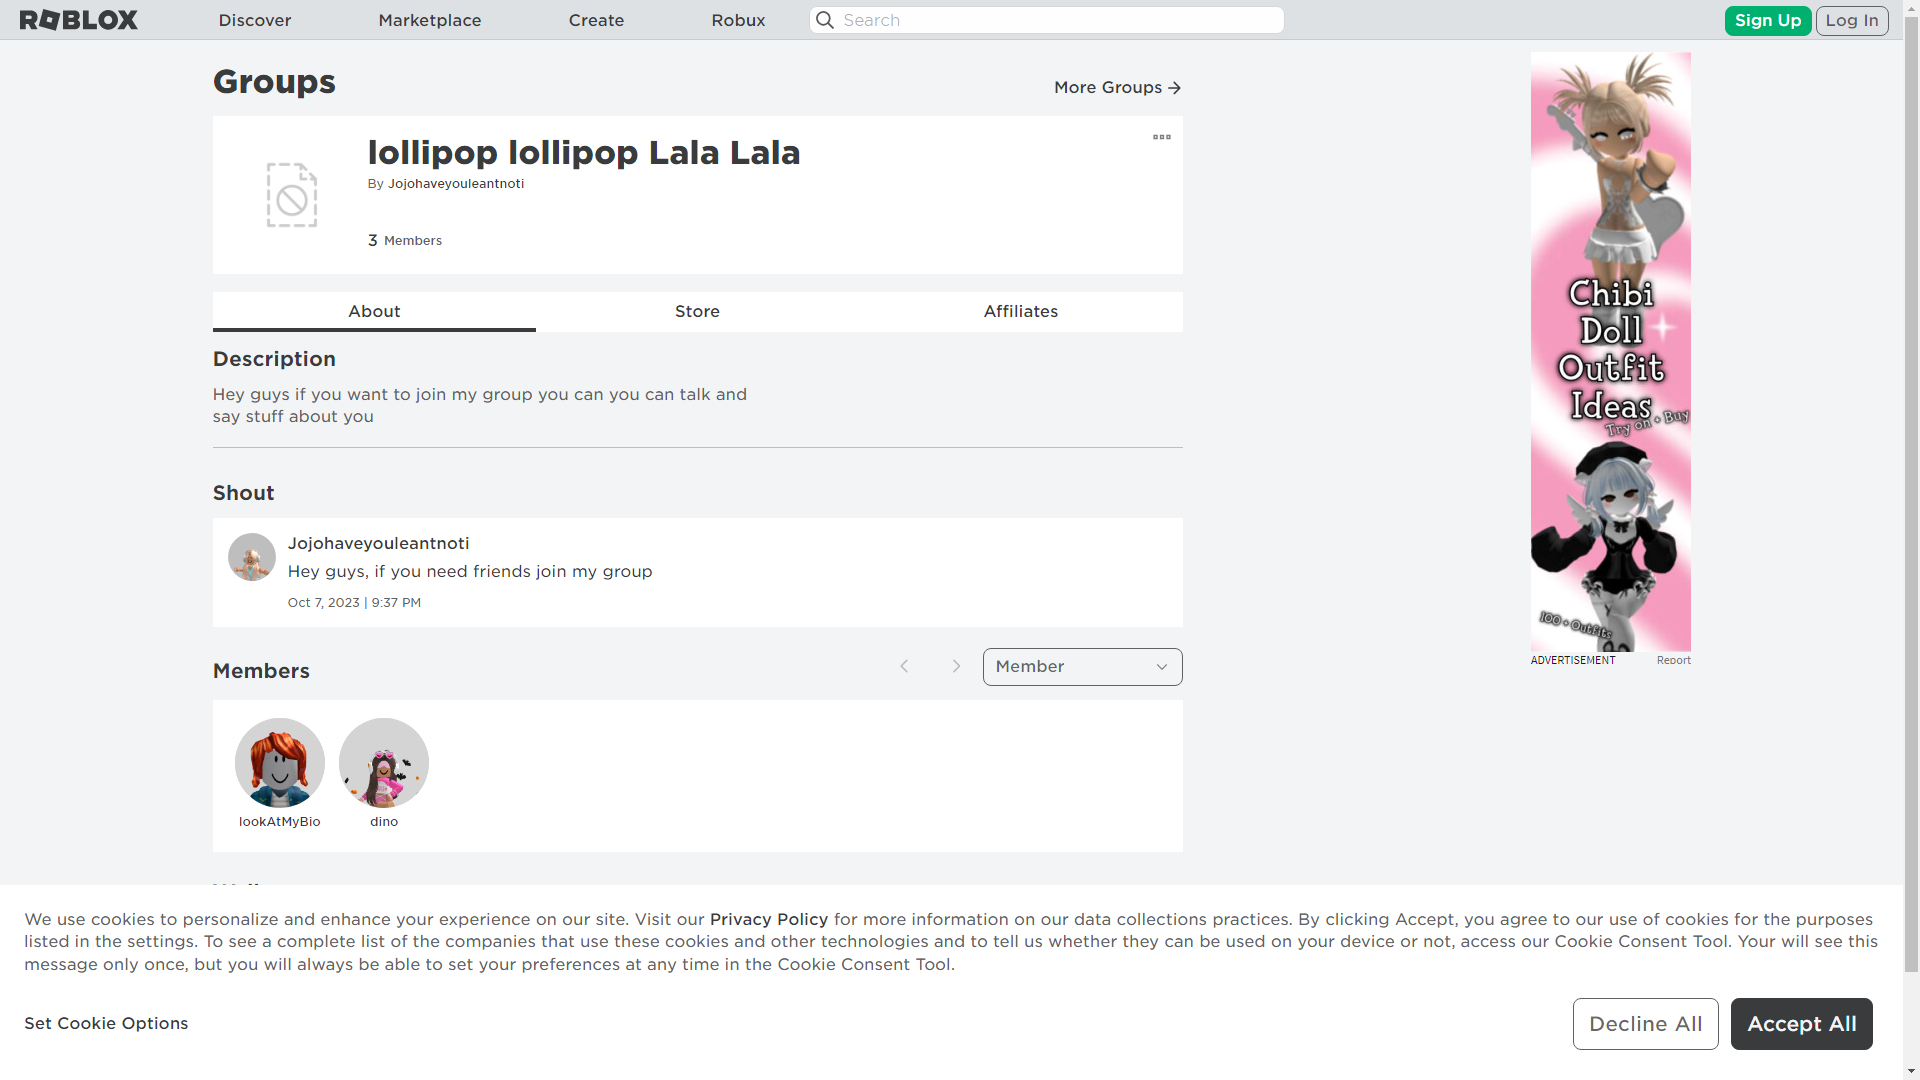 ROBLOX
Discover
Marketplace
Create
Robux
Search
Sign Up
Log In
Groups
More Groups
lollipop lollipop Lala Lala
By Jojohaveyouleantnoti
3 Members
About
Store
Affiliates
Description
Hey guys if you want to join my group you can you can talk and
say stuff about you
Shout
Jojohaveyouleantnoti
Hey guys, if you need friends join my group
Oct 7, 2023 | 9:37 PM
Members
Member
lookAtMyBio
dino
Chibi
Doll
Outfit
Ideas
Try on + Buy
100 + Outfits
ADVERTISEMENT
Report
We use cookies to personalize and enhance your experience on our site. Visit our Privacy Policy for more information on our data collections practices. By clicking Accept, you agree to our use of cookies for the purposes
listed in the settings. To see a complete list of the companies that use these cookies and other technologies and to tell us whether they can be used on your device or not, access our Cookie Consent Tool. Your will see this
message only once, but you will always be able to set your preferences at any time in the Cookie Consent Tool.
Set Cookie Options
Decline All
Accept All